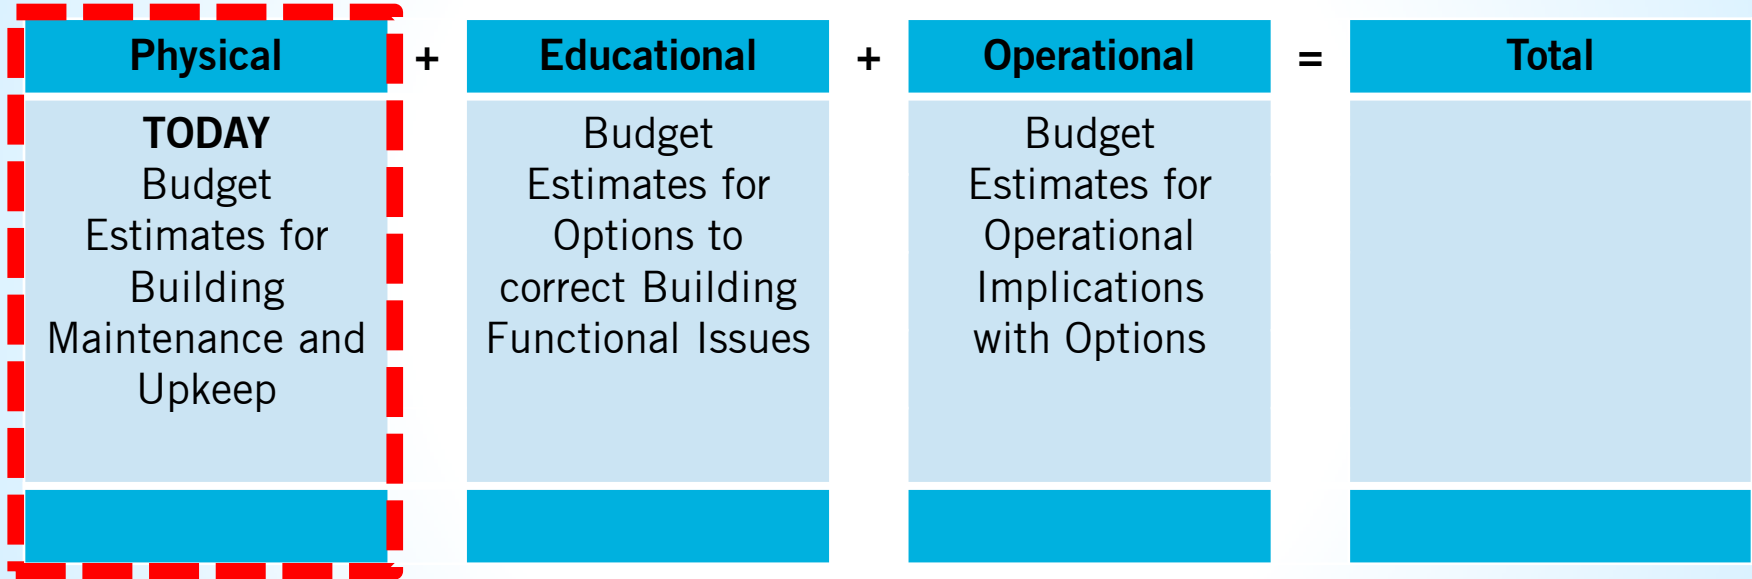 Physical + Educational + Operational = Total
TODAY
Budget
Estimates for
Building
Maintenance and
Upkeep
Budget
Estimates for
Options to
correct Building
Functional Issues
Budget
Estimates for
Operational
Implications
with Options